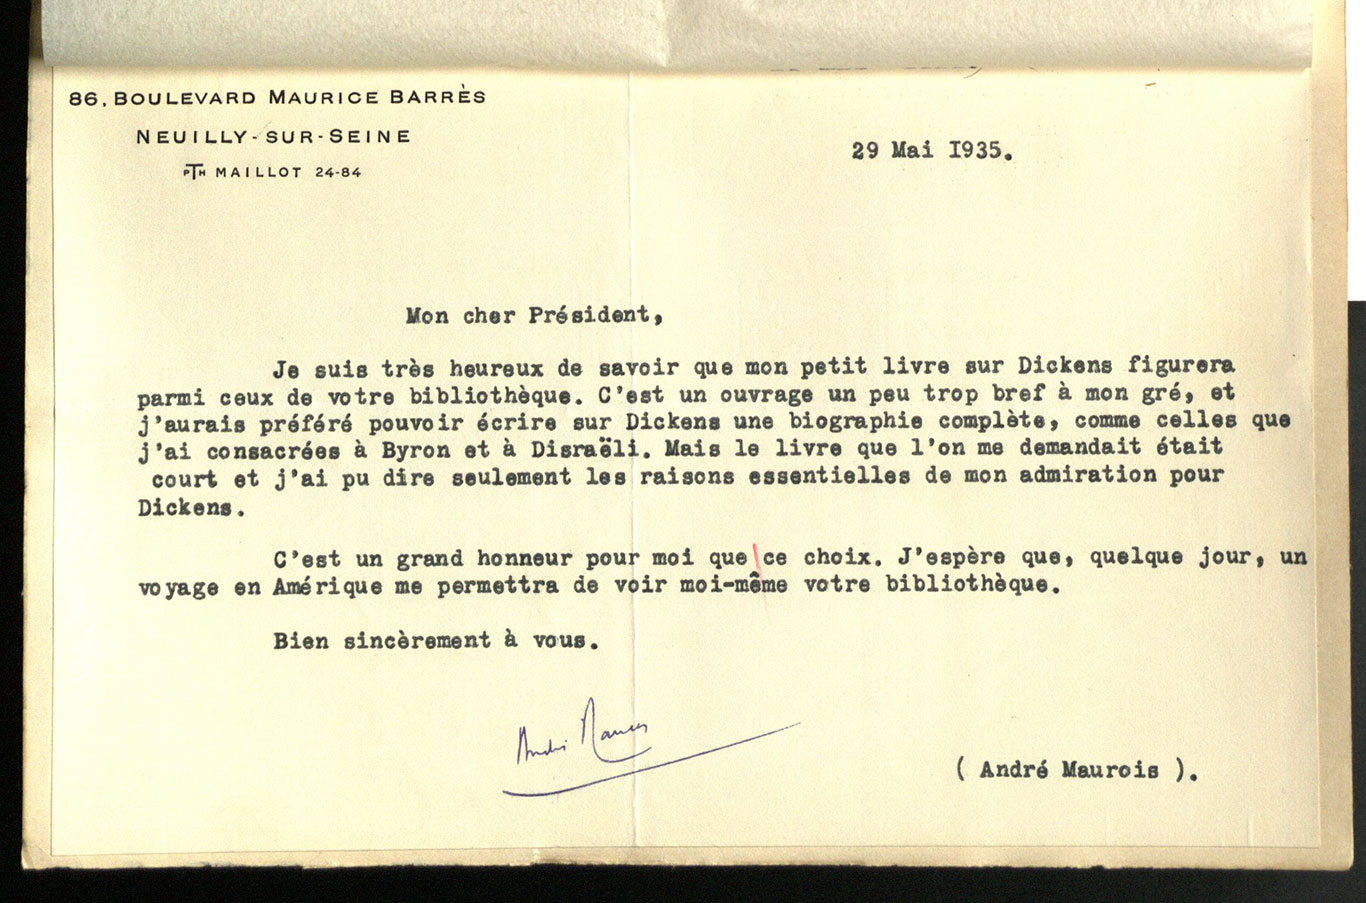 86, BOULEVARD MAURICE BARRÈS
NEUILLY-SUR-SEINE
PTH MAILLOT 24-84
29 Mai I935.
Mon cher Président,
Je suis très heureux de savoir que mon petit livre sur Dickens figurera
parmi ceux de votre bibliothèque. C'est un ouvrage un peu trop bref à mon gré, et
j'aurais préféré pouvoir écrire sur Dickens une biographie complète, comme celles que
j'ai consacrées à Byron et à Disraëli. Mais le livre que l'on me demandait était
court et j'ai pu dire seulement les raisons essentielles de mon admiration pour
Dickens.
C'est un grand honneur pour moi que ce choix. J'espère que, quelque jour, un
voyage en Amérique me permettra de voir moi-même votre bibliothèque.
Bien sincèrement à vous.
André Maurois
( André Maurois ).